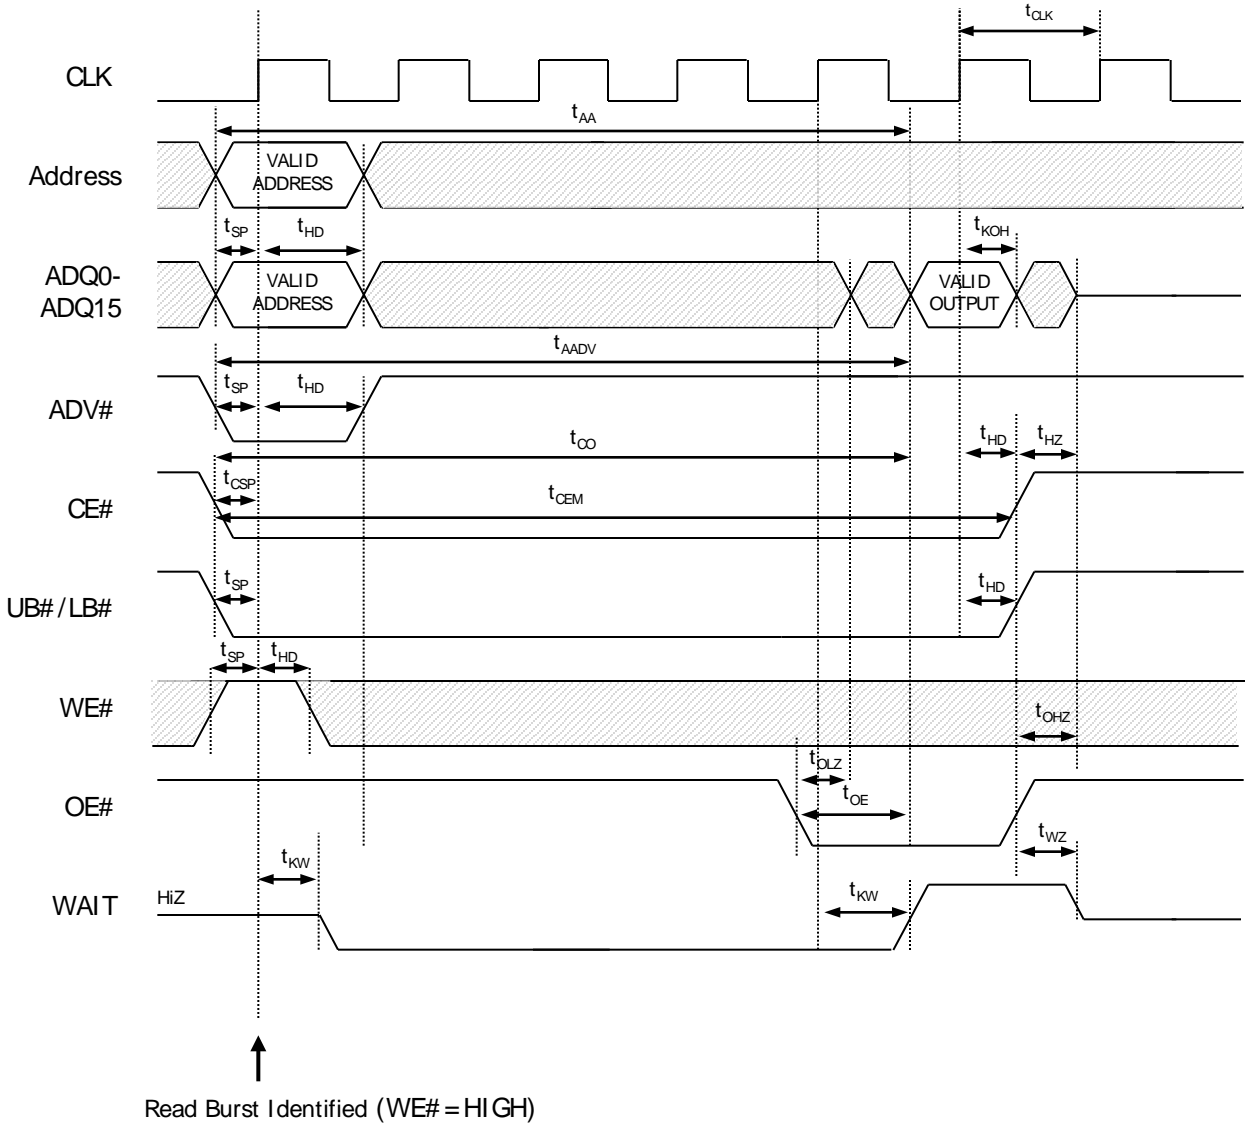 tCLK
CLK
tAA
Address
VALID
ADDRESS
tSP
tHD
tKOH
ADQ0-
ADQ15
VALID
ADDRESS
VALID
OUTPUT
tAADV
ADV#
tSP
tHD
tCO
tHD
tHZ
CE#
tCSP
tCEM
UB# / LB#
tSP
tHD
tSP
tHD
WE#
tOHZ
tOLZ
OE#
tOE
tWZ
tKW
WAIT
HiZ
tKW
Read Burst Identified (WE# = HIGH)